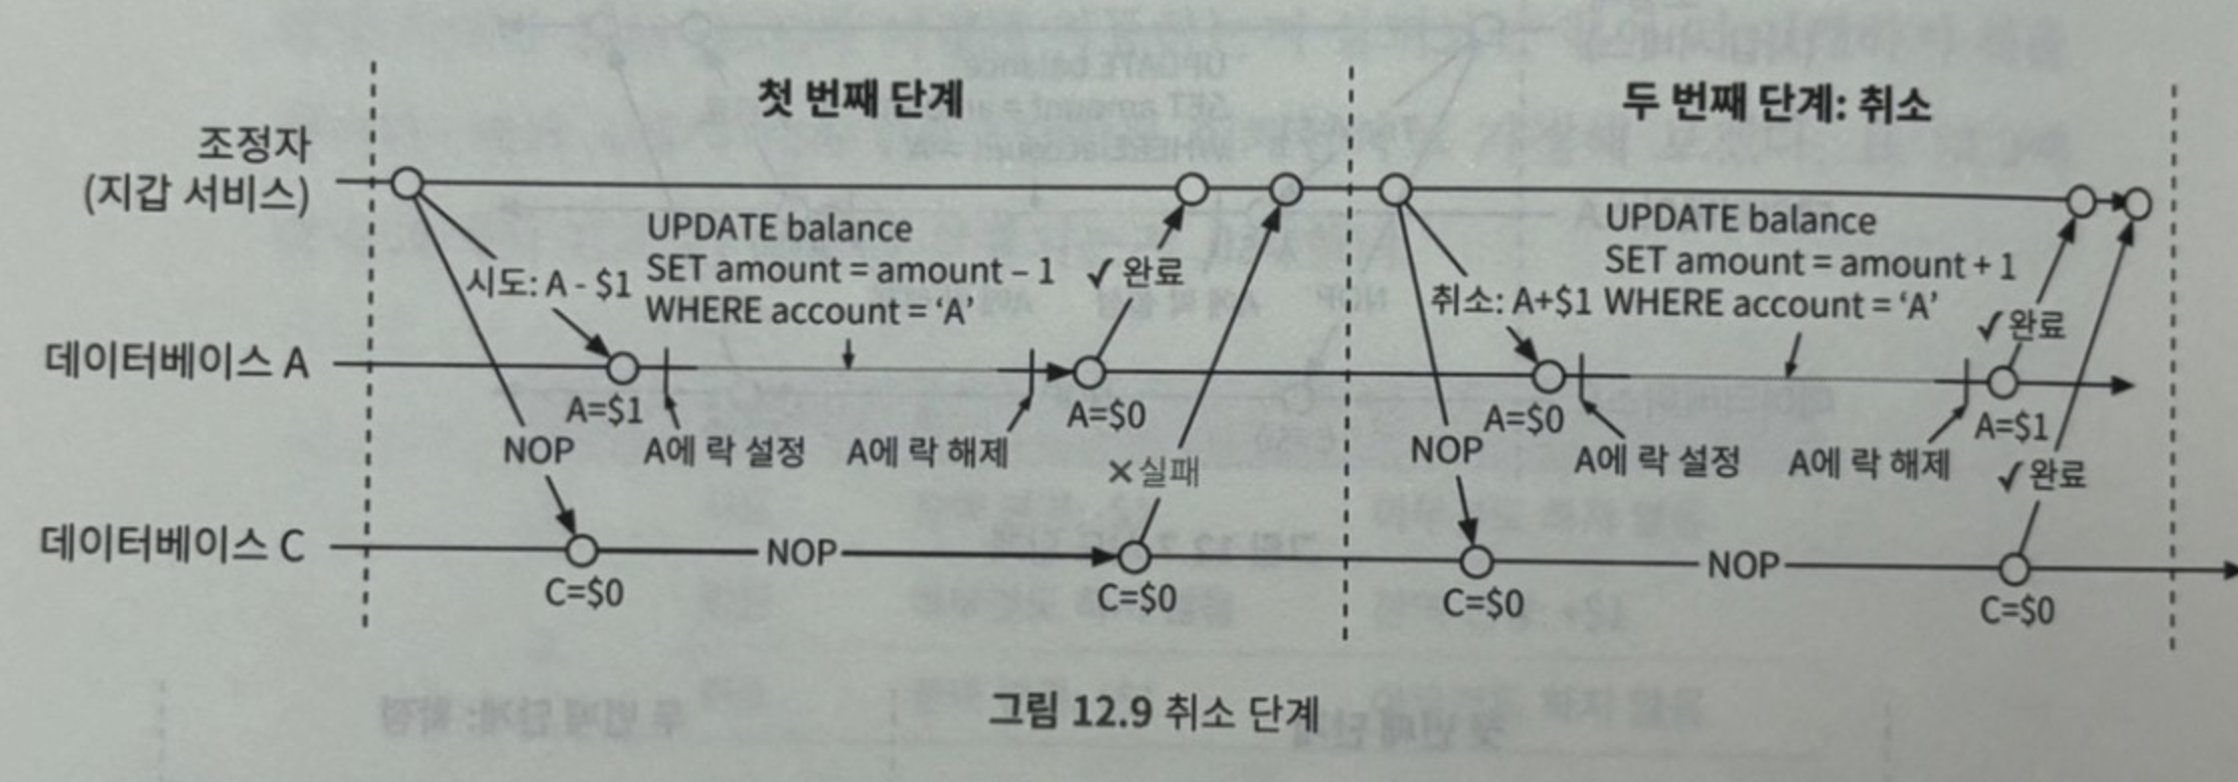 첫 번째 단계
두 번째 단계: 취소
조정자
(지갑 서비스)
UPDATE balance
SET amount = amount – 1
WHERE account = ‘A’
시도: A - $1
✓ 완료
UPDATE balance
SET amount = amount + 1
WHERE account = ‘A’
취소: A+$1
✓ 완료
데이터베이스 A
A=$1
A에 락 설정
A에 락 해제
A=$0
A=$0
A에 락 설정
A에 락 해제
A=$1
NOP
×실패
NOP
✓ 완료
데이터베이스 C
NOP
NOP
C=$0
C=$0
C=$0
C=$0
그림 12.9 취소 단계